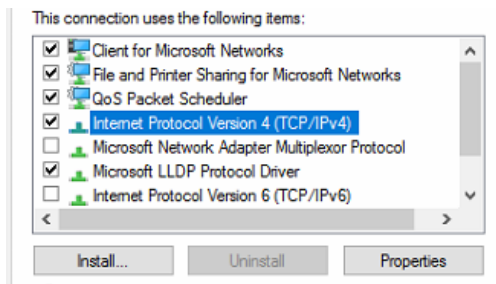 This connection uses the following items:
Client for Microsoft Networks
File and Printer Sharing for Microsoft Networks
QoS Packet Scheduler
Internet Protocol Version 4 (TCP/IPv4)
Microsoft Network Adapter Multiplexor Protocol
Microsoft LLDP Protocol Driver
Internet Protocol Version 6 (TCP/IPv6)
Install... Uninstall Properties